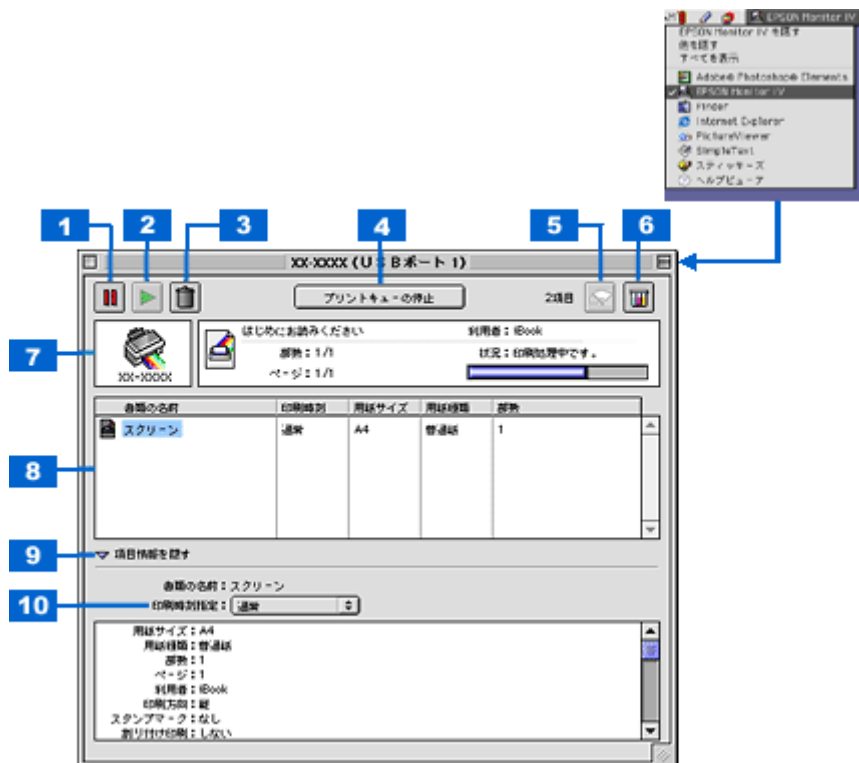 EPSON Monitor IV
EPSON Monitor IV を隠す
他を隠す
すべてを表示
Adobe® Photoshop® Elements
EPSON Monitor IV
Finder
Internet Explorer
PictureViewer
SimpleText
スティッキーズ
ヘルプビューア
1
2
3
4
5
6
XX-XXXX (USBポート 1)
プリントキューの停止
2項目
7
XX-XXXX
はじめにお読みください
利用者：iBook
部数：1/1
状況：印刷処理中です。
ページ：1/1
書類の名前 印刷時刻 用紙サイズ 用紙種類 部数
スクリーン 通常 A4 普通紙 1
8
9
項目情報を隠す
書類の名前：スクリーン
10
印刷時刻指定：通常
用紙サイズ：A4
用紙種類：普通紙
部数：1
ページ：1
利用者：iBook
印刷方向：縦
スタンプマーク：なし
割り付け印刷：しない